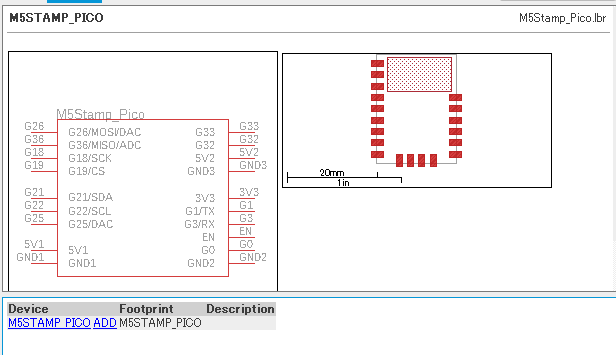 M5STAMP_PICO
M5Stamp_Pico.lbr
M5Stamp_Pico
G26 G26/MOSI/DAC G33 G33
G36 G36/MISO/ADC G32 G32
G18 G18/SCK 5V2 5V2
G19 G19/CS GND3 GND3
G21 G21/SDA 3V3 3V3
G22 G22/SCL G1/TX G1
G25 G25/DAC G3/RX G3
EN EN
5V1 5V1 G0 G0
GND1 GND1 GND2 GND2
20mm
1in
Device Footprint Description
M5STAMP_PICO ADD M5STAMP_PICO